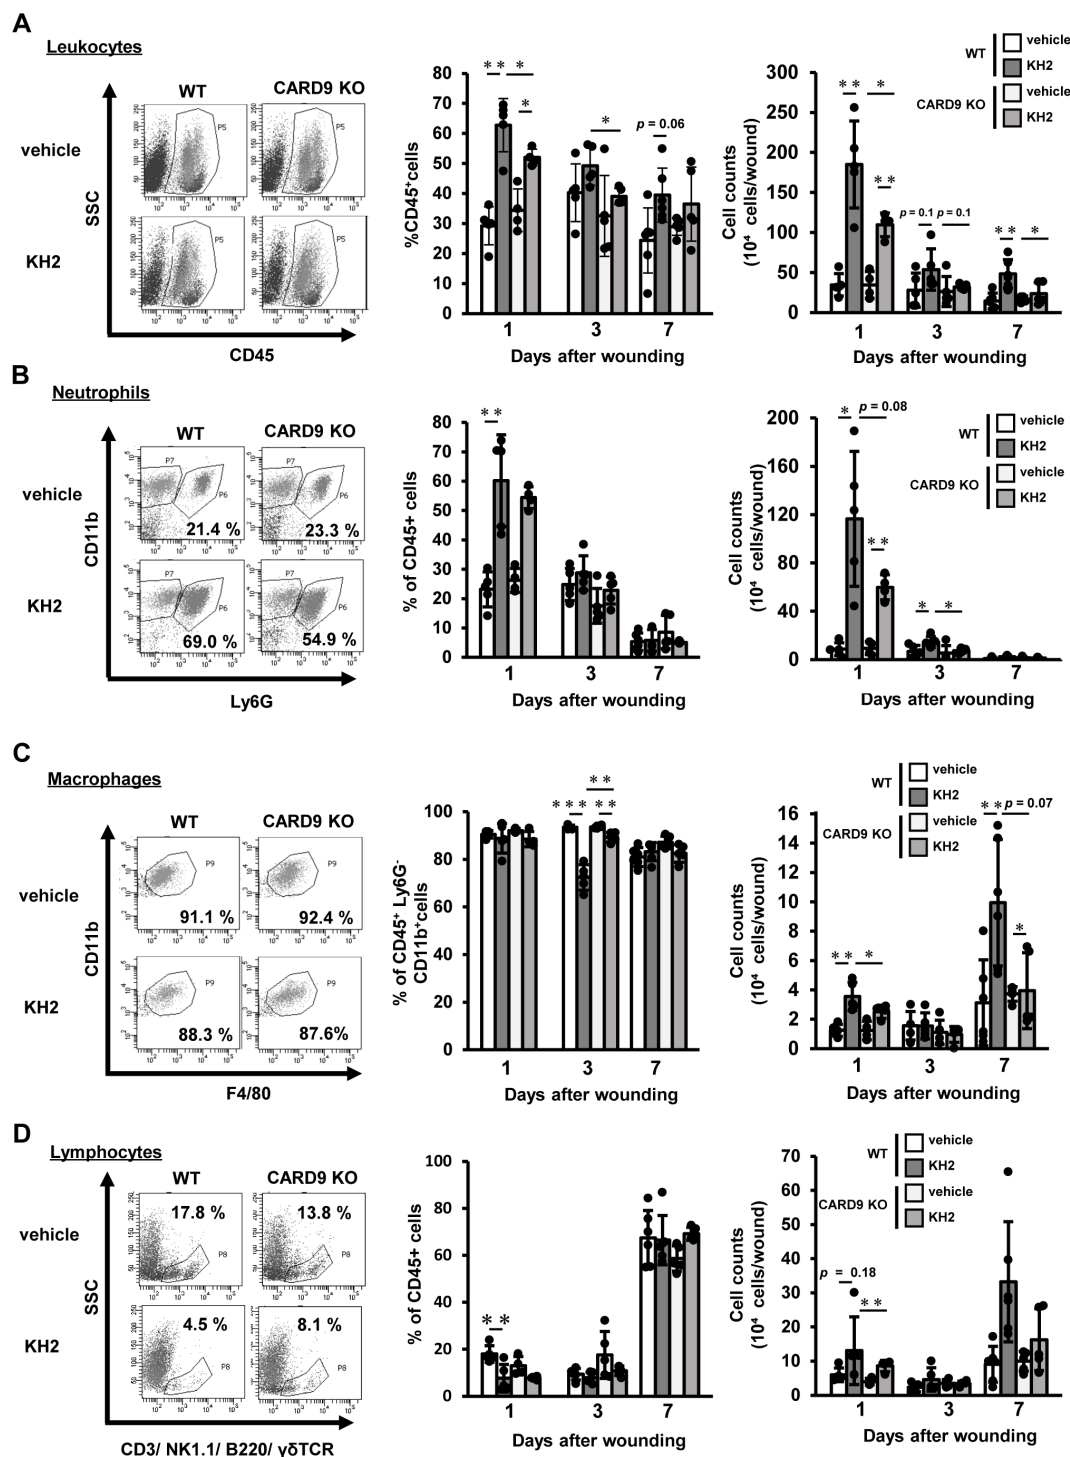 A
Leukocytes
WT
CARD9 KO
vehicle
KH2
SSC
CD45
P5
P5
P5
P5
%CD45⁺cells
80
70
60
50
40
30
20
10
0
** *
*
*
p = 0.06
1 3 7
Days after wounding
Cell counts
(10⁴ cells/wound)
300
250
200
150
100
50
0
** *
**
p = 0.1 p = 0.1
** *
1 3 7
Days after wounding
WT
vehicle
KH2
CARD9 KO
vehicle
KH2
B
Neutrophils
WT
CARD9 KO
vehicle
KH2
CD11b
Ly6G
P7
P6
21.4 %
P6
23.3 %
P7
P6
69.0 %
P6
54.9 %
% of CD45+ cells
80
70
60
50
40
30
20
10
0
**
1 3 7
Days after wounding
Cell counts
(10⁴ cells/wound)
200
160
120
80
40
0
* p = 0.08
**
* *
1 3 7
Days after wounding
WT
vehicle
KH2
CARD9 KO
vehicle
KH2
C
Macrophages
WT
CARD9 KO
vehicle
KH2
CD11b
F4/80
P9
91.1 %
P9
92.4 %
P9
88.3 %
P9
87.6%
% of CD45⁺ Ly6G⁻
CD11b⁺cells
100
80
60
40
20
0
**
*** **
1 3 7
Days after wounding
Cell counts
(10⁴ cells/wound)
16
14
12
10
8
6
4
2
0
** *
** p = 0.07
*
1 3 7
Days after wounding
WT
vehicle
KH2
CARD9 KO
vehicle
KH2
D
Lymphocytes
WT
CARD9 KO
vehicle
KH2
SSC
CD3/ NK1.1/ B220/ γδTCR
17.8 %
P8
13.8 %
P8
4.5 %
P8
8.1 %
P8
% of CD45+ cells
100
80
60
40
20
0
**
1 3 7
Days after wounding
Cell counts
(10⁴ cells/wound)
70
60
50
40
30
20
10
0
p = 0.18
**
1 3 7
Days after wounding
WT
vehicle
KH2
CARD9 KO
vehicle
KH2